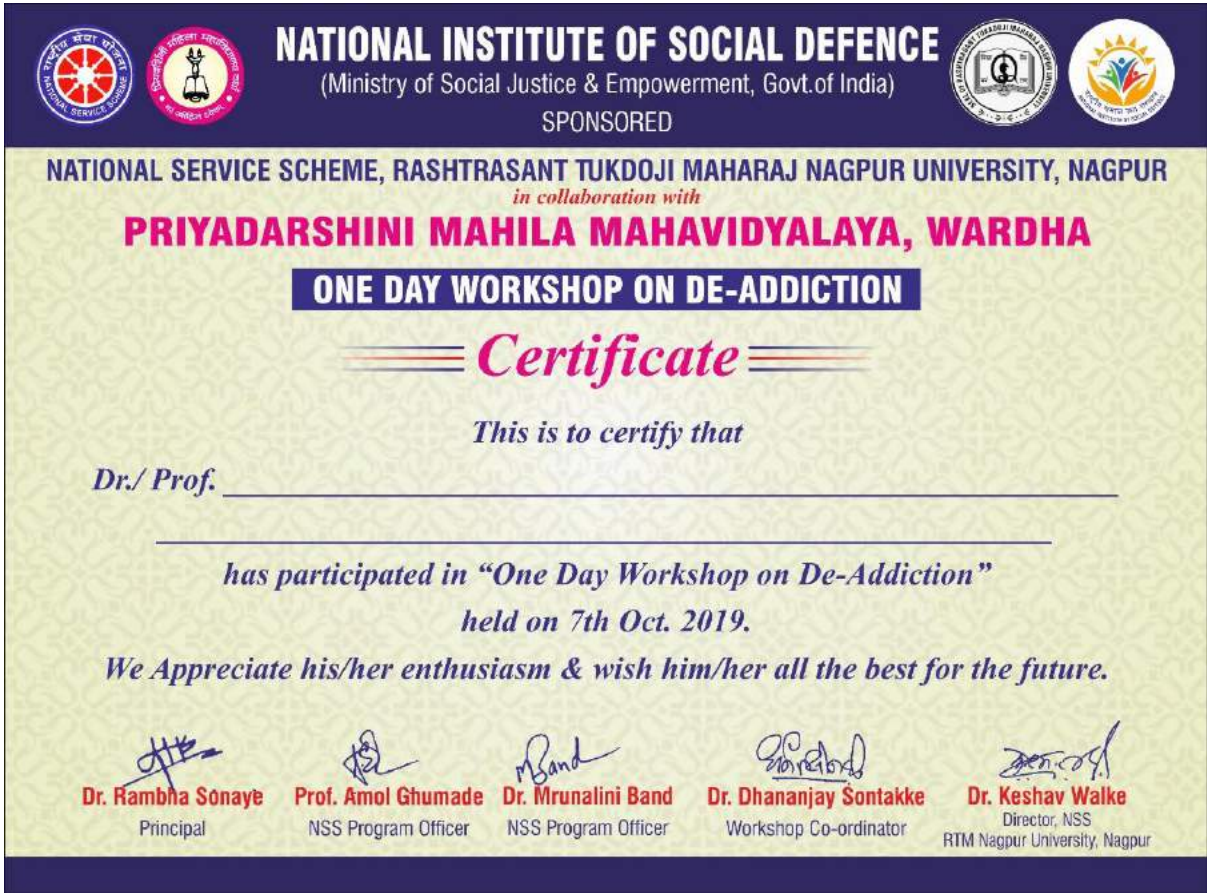 NATIONAL INSTITUTE OF SOCIAL DEFENCE
(Ministry of Social Justice & Empowerment, Govt.of India)
SPONSORED
राष्ट्रीय सेवा योजना
NATIONAL SERVICE SCHEME
NATIONAL SERVICE SCHEME, RASHTRASANT TUKDOJI MAHARAJ NAGPUR UNIVERSITY, NAGPUR
in collaboration with
PRIYADARSHINI MAHILA MAHAVIDYALAYA, WARDHA
ONE DAY WORKSHOP ON DE-ADDICTION
Certificate
This is to certify that
Dr./ Prof.
has participated in “One Day Workshop on De-Addiction”
held on 7th Oct. 2019.
We Appreciate his/her enthusiasm & wish him/her all the best for the future.
MBand
Dr. Rambha Sonaye Prof. Amol Ghumade Dr. Mrunalini Band Dr. Dhananjay Sontakke Dr. Keshav Walke
Principal NSS Program Officer NSS Program Officer Workshop Co-ordinator Director, NSS
RTM Nagpur University, Nagpur